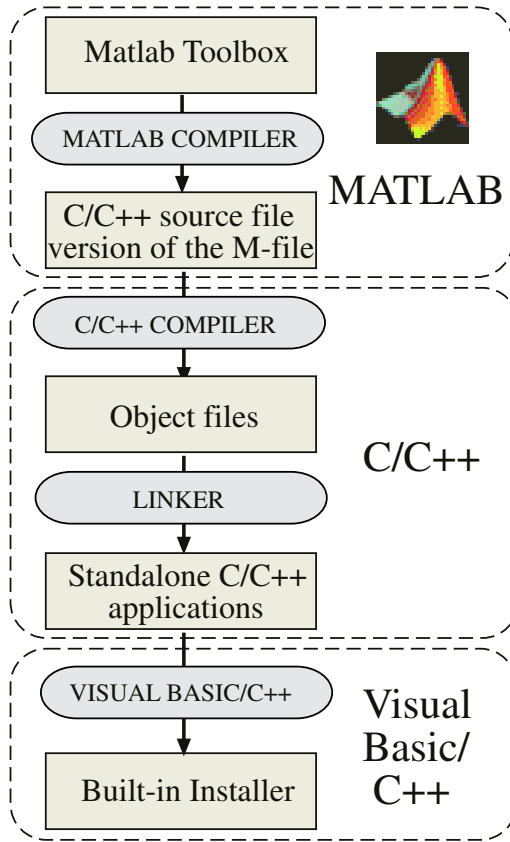 Matlab Toolbox
MATLAB COMPILER
MATLAB
C/C++ source file
version of the M-file
C/C++ COMPILER
Object files
C/C++
LINKER
Standalone C/C++
applications
VISUAL BASIC/C++
Visual
Basic/
C++
Built-in Installer